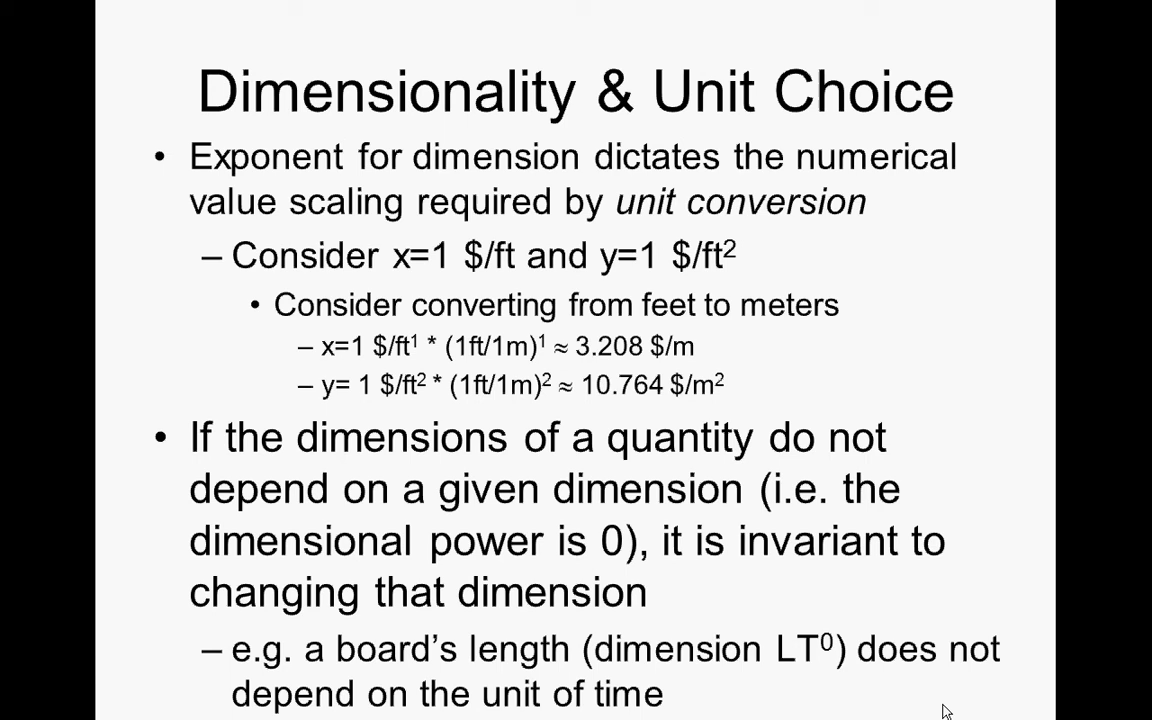 Dimensionality & Unit Choice
• Exponent for dimension dictates the numerical
value scaling required by unit conversion
– Consider x=1 $/ft and y=1 $/ft²
• Consider converting from feet to meters
– x=1 $/ft¹ * (1ft/1m)¹ ≈ 3.208 $/m
– y= 1 $/ft² * (1ft/1m)² ≈ 10.764 $/m²
• If the dimensions of a quantity do not
depend on a given dimension (i.e. the
dimensional power is 0), it is invariant to
changing that dimension
– e.g. a board’s length (dimension LT⁰) does not
depend on the unit of time